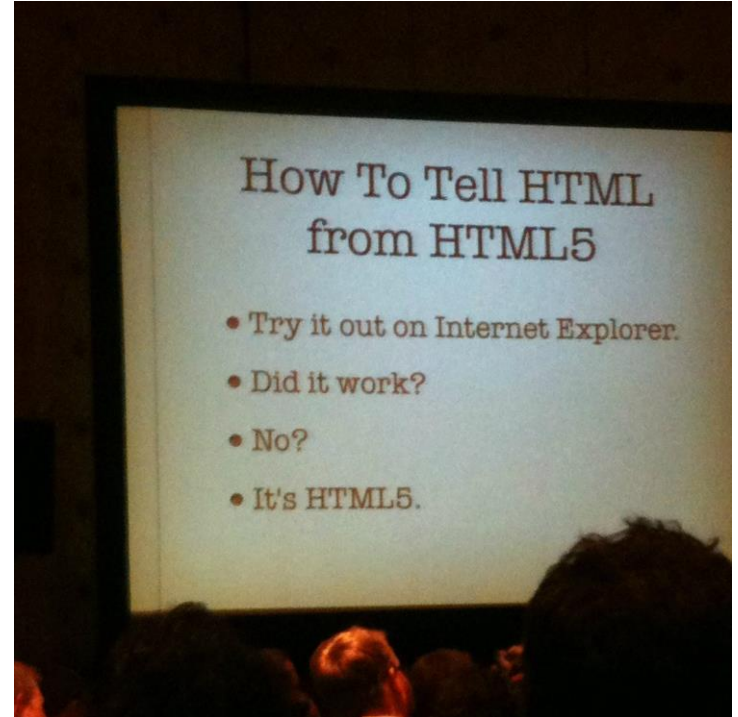 How To Tell HTML
from HTML5
• Try it out on Internet Explorer.
• Did it work?
• No?
• It's HTML5.